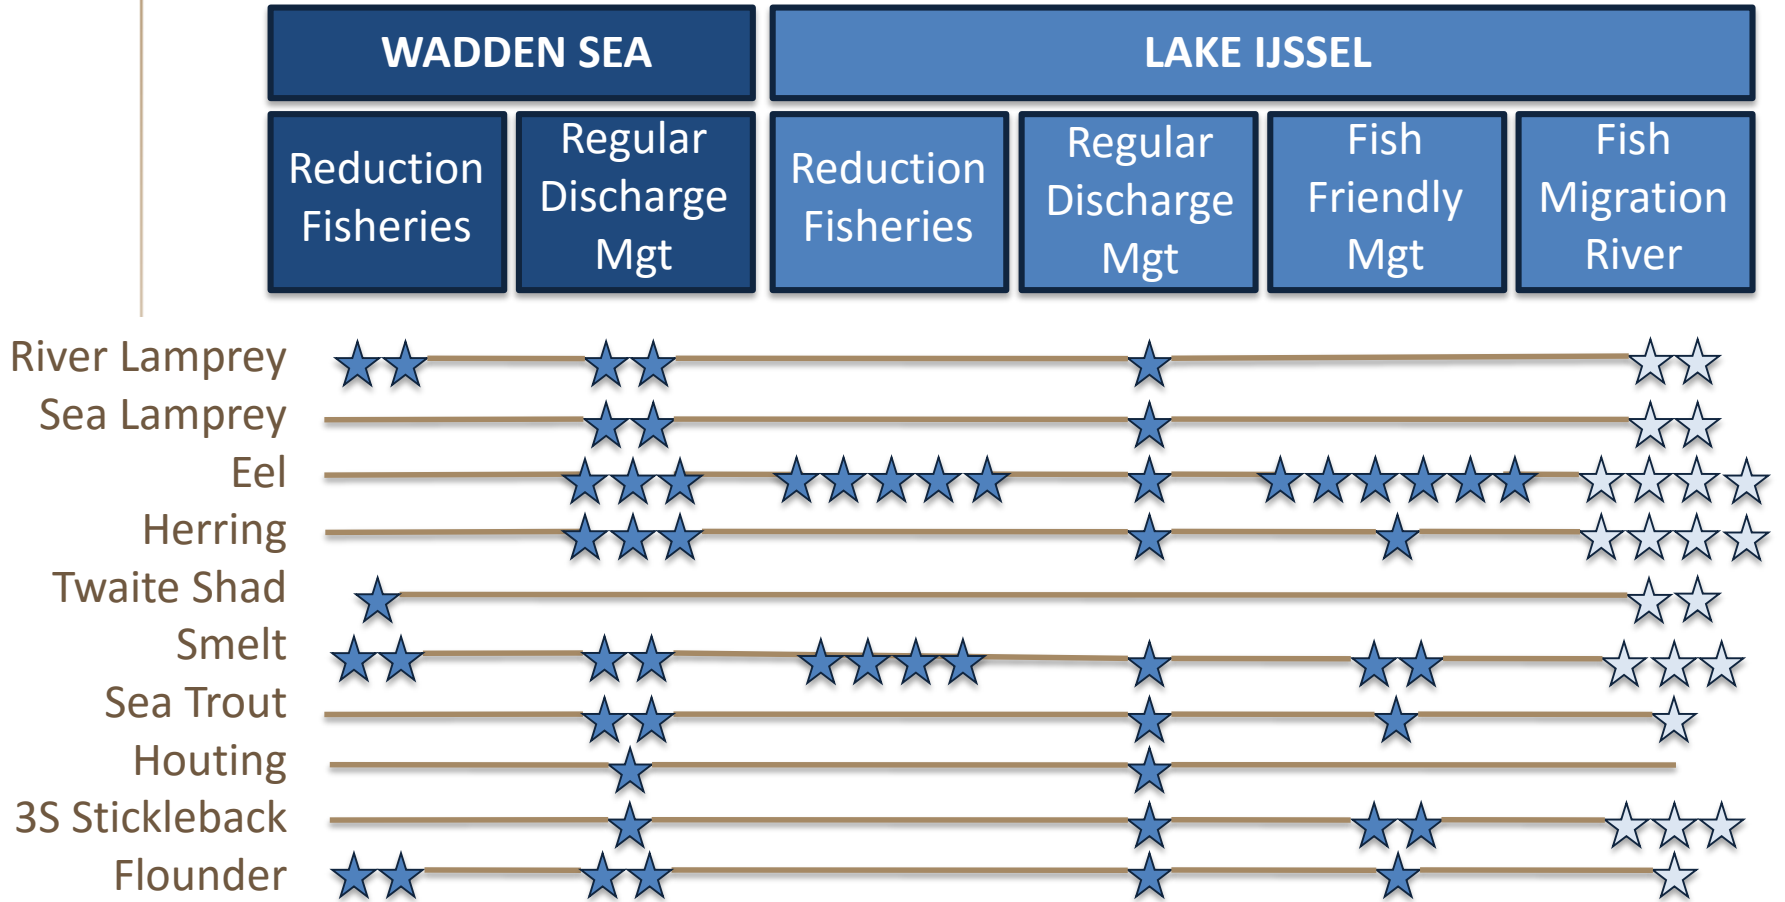 WADDEN SEA
LAKE IJSSEL
Reduction
Fisheries
Regular
Discharge
Mgt
Reduction
Fisheries
Regular
Discharge
Mgt
Fish
Friendly
Mgt
Fish
Migration
River
River Lamprey
Sea Lamprey
Eel
Herring
Twaite Shad
Smelt
Sea Trout
Houting
3S Stickleback
Flounder